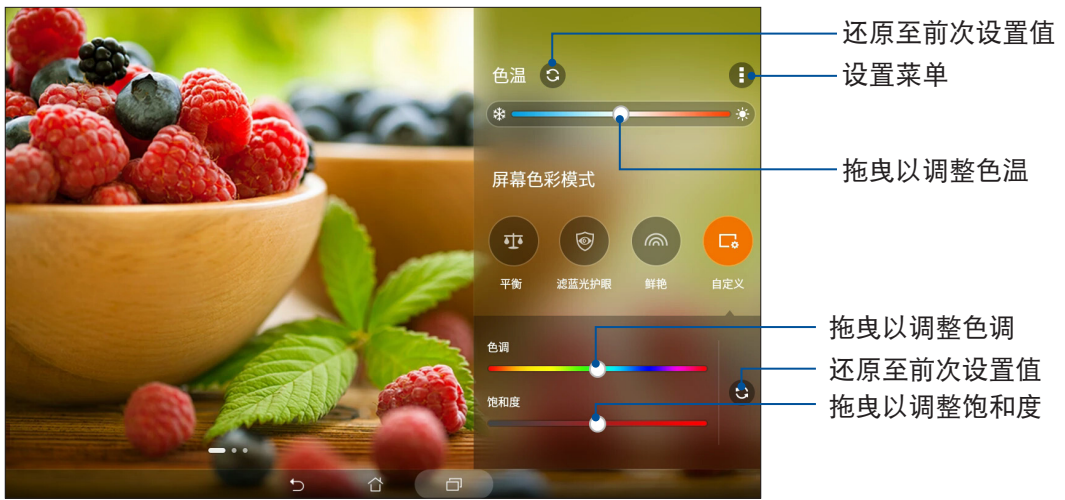 还原至前次设置值
色温
设置菜单
拖曳以调整色温
屏幕色彩模式
平衡
滤蓝光护眼
鲜艳
自定义
拖曳以调整色调
色调
还原至前次设置值
饱和度
拖曳以调整饱和度